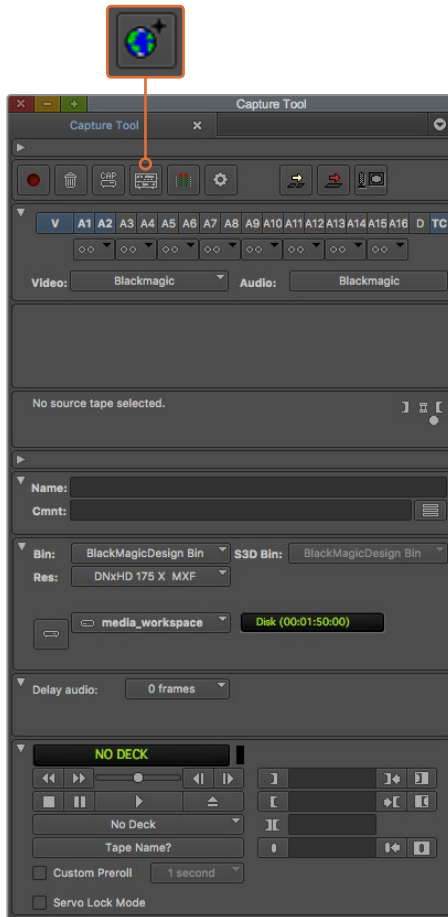 Capture Tool
Capture Tool
CAP
V A1 A2 A3 A4 A5 A6 A7 A8 A9 A10 A11 A12 A13 A14 A15 A16 D TC
Video: Blackmagic Audio: Blackmagic
No source tape selected.
Name:
Cmnt:
Bin: BlackMagicDesign Bin S3D Bin: BlackMagicDesign Bin
Res: DNxHD 175 X MXF
media_workspace Disk (00:01:50:00)
Delay audio: 0 frames
NO DECK
No Deck
Tape Name?
Custom Preroll 1 second
Servo Lock Mode